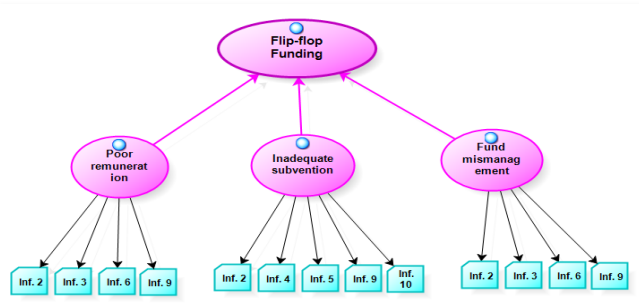 Flip-flop
Funding
Poor
remunerat
ion
Inadequate
subvention
Fund
mismanag
ement
Inf. 2
Inf. 3
Inf. 6
Inf. 9
Inf. 2
Inf. 4
Inf. 5
Inf. 9
Inf.
10
Inf. 2
Inf. 3
Inf. 6
Inf. 9